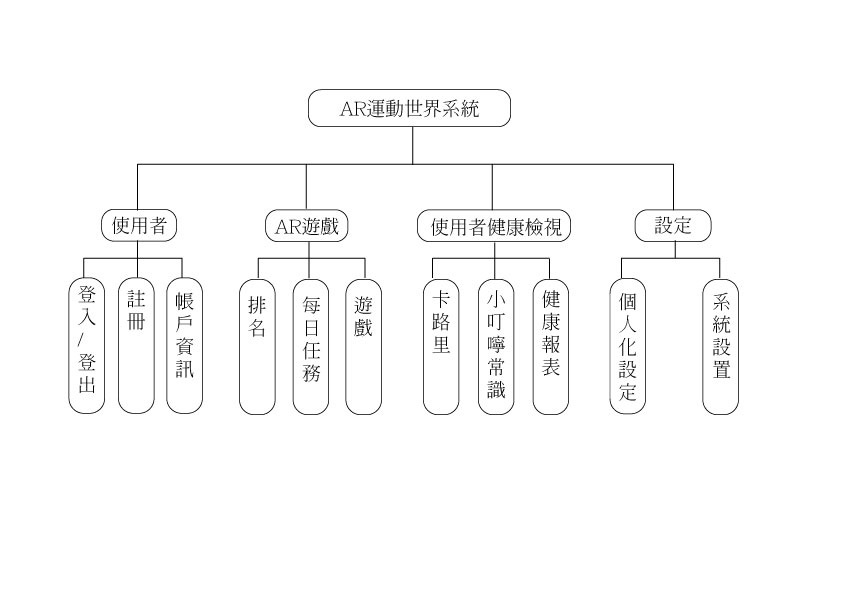 AR運動世界系統
使用者
AR遊戲
使用者健康檢視
設定
登入/登出
註冊
帳戶資訊
排名
每日任務
遊戲
卡路里
小叮嚀常識
健康報表
個人化設定
系統設置